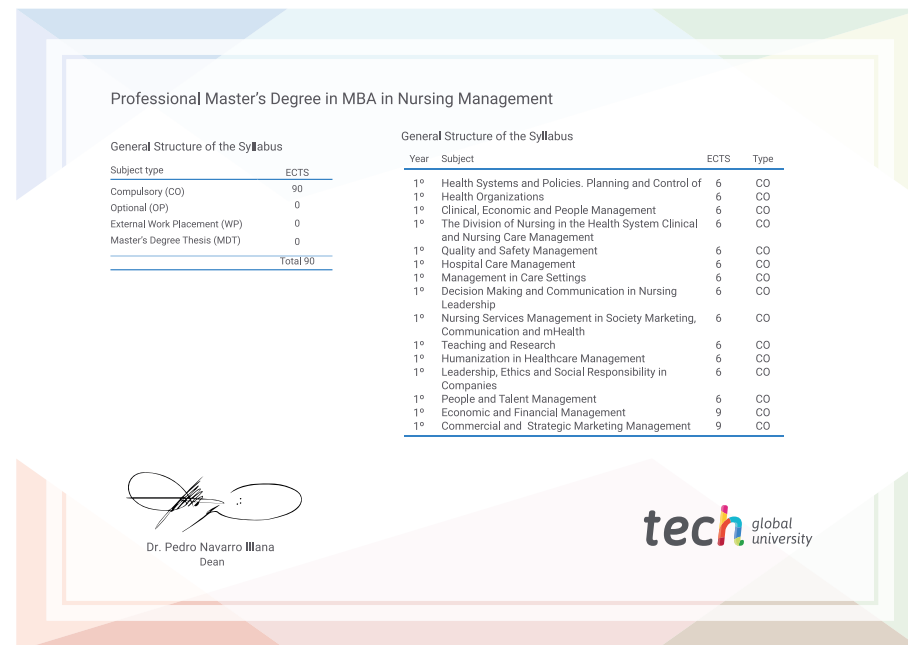 Professional Master's Degree in MBA in Nursing Management
General Structure of the Syllabus
Subject type ECTS
Compulsory (CO) 90
Optional (OP) 0
External Work Placement (WP) 0
Master's Degree Thesis (MDT) 0
Total 90
General Structure of the Syllabus
Year Subject ECTS Type
1º Health Systems and Policies. Planning and Control of 6 CO
1º Health Organizations 6 CO
1º Clinical, Economic and People Management 6 CO
1º The Division of Nursing in the Health System Clinical 6 CO
and Nursing Care Management
1º Quality and Safety Management 6 CO
1º Hospital Care Management 6 CO
1º Management in Care Settings 6 CO
1º Decision Making and Communication in Nursing 6 CO
Leadership
1º Nursing Services Management in Society Marketing, 6 CO
Communication and mHealth
1º Teaching and Research 6 CO
1º Humanization in Healthcare Management 6 CO
1º Leadership, Ethics and Social Responsibility in 6 CO
Companies
1º People and Talent Management 6 CO
1º Economic and Financial Management 9 CO
1º Commercial and Strategic Marketing Management 9 CO
Dr. Pedro Navarro Illana
Dean
tech global
university